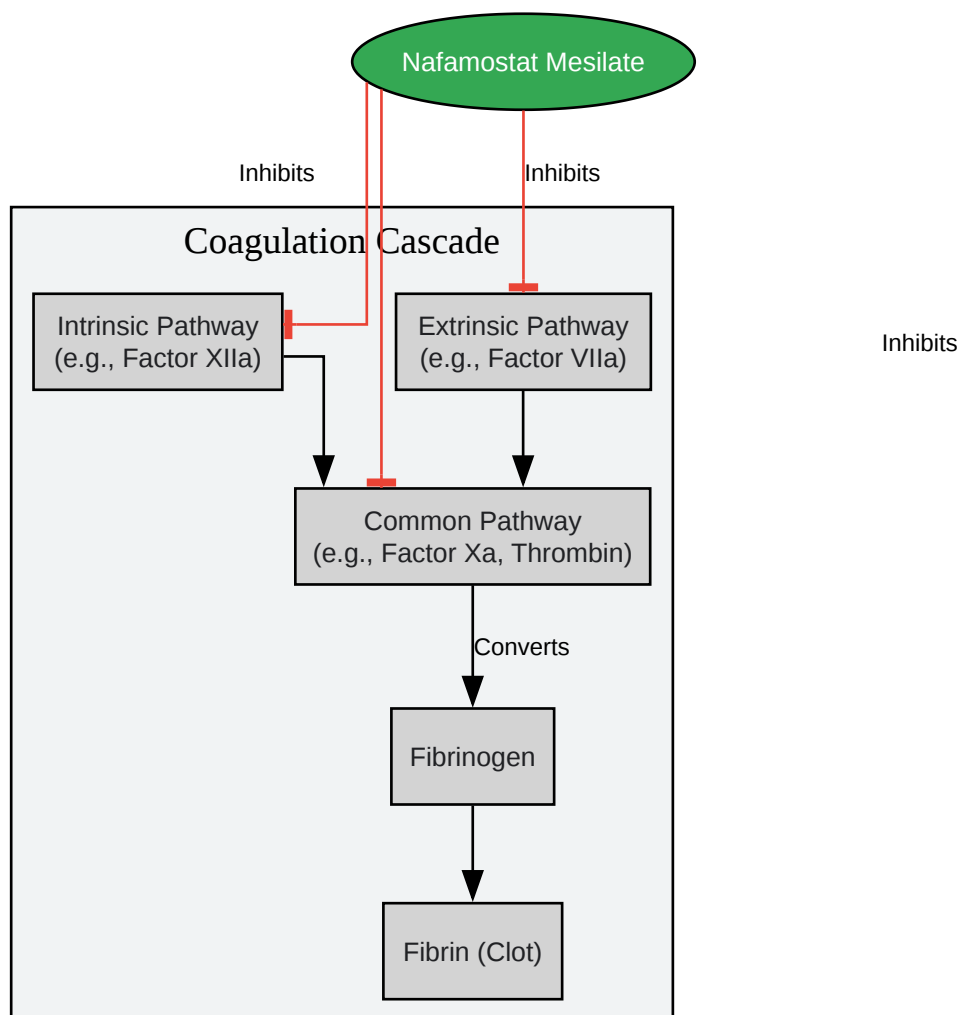 Nafamostat Mesilate
Inhibits
Inhibits
Coagulation Cascade
Intrinsic Pathway
(e.g., Factor XIIa)
Extrinsic Pathway
(e.g., Factor VIIa)
Inhibits
Common Pathway
(e.g., Factor Xa, Thrombin)
Converts
Fibrinogen
Fibrin (Clot)